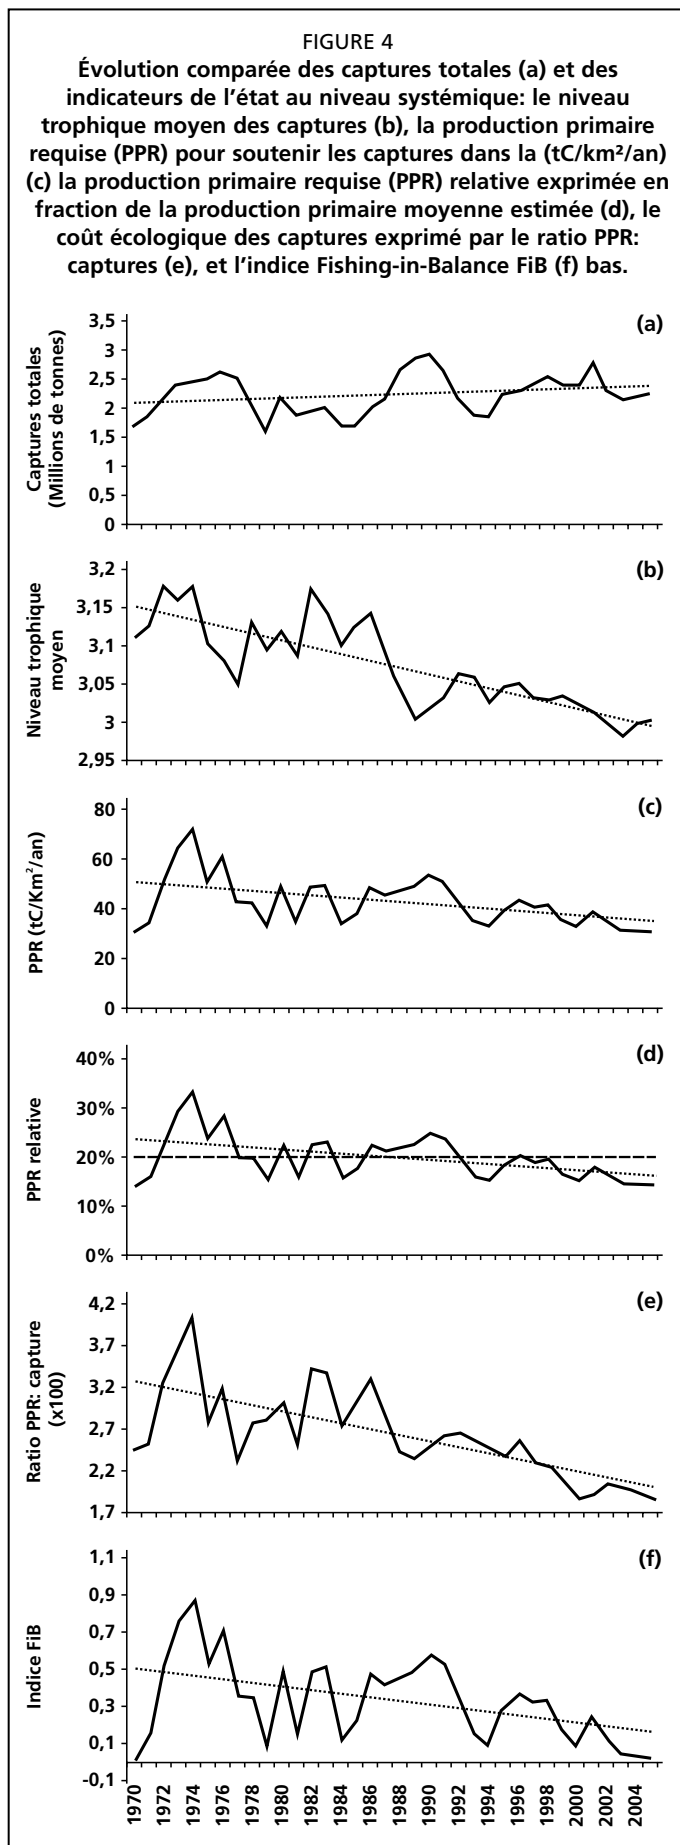 FIGURE 4
Évolution comparée des captures totales (a) et des
indicateurs de l'état au niveau systémique: le niveau
trophique moyen des captures (b), la production primaire
requise (PPR) pour soutenir les captures dans la (tC/km²/an)
(c) la production primaire requise (PPR) relative exprimée en
fraction de la production primaire moyenne estimée (d), le
coût écologique des captures exprimé par le ratio PPR:
captures (e), et l'indice Fishing-in-Balance FiB (f) bas.
(a)
Captures totales
(Millions de tonnes)
3,5
3
2,5
2
1,5
1
0,5
0
(b)
Niveau trophique
moyen
3,2
3,15
3,1
3,05
3
2,95
(c)
PPR (tC/Km²/an)
80
60
40
20
0
(d)
PPR relative
40%
30%
20%
10%
0%
(e)
Ratio PPR: capture
(x100)
4,2
3,7
3,2
2,7
2,2
1,7
(f)
Indice FiB
1,1
0,9
0,7
0,5
0,3
0,1
-0,1
1970
1972
1974
1976
1978
1980
1982
1984
1986
1988
1990
1992
1994
1996
1998
2000
2002
2004